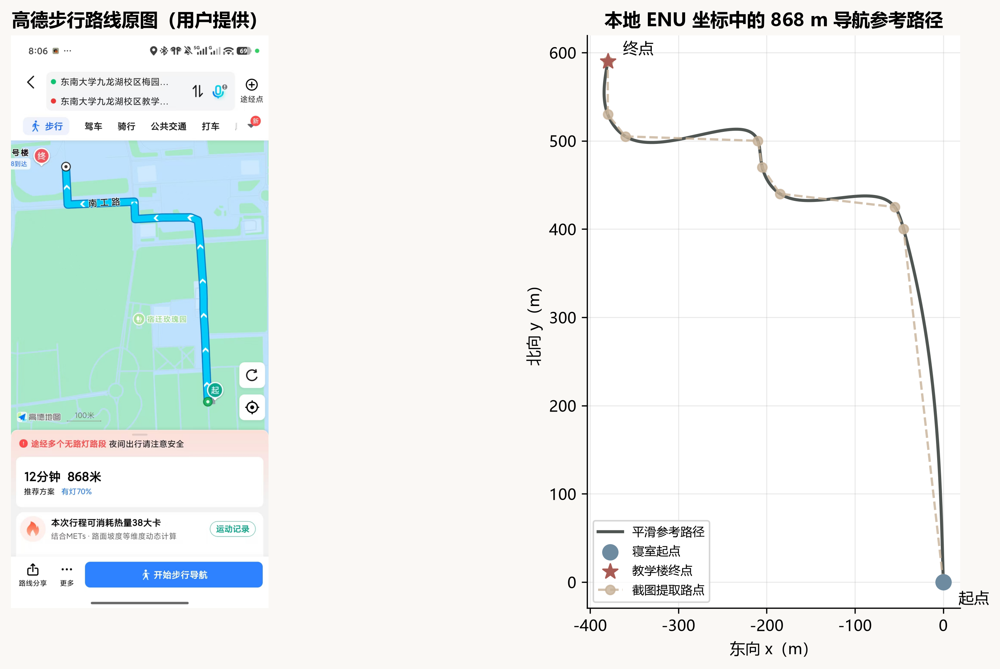 高德步行路线原图（用户提供）
8:06 ... 5G G 6 69
东南大学九龙湖校区梅园...
东南大学九龙湖校区教学...
途经点
步行 驾车 骑行 公共交通 打车 新
号楼
终
8到达
南工路
宿迁玫瑰园
起
高德地图 100米
途经多个无路灯路段 夜间出行请注意安全
12分钟 868米
推荐方案 有灯70%
本次行程可消耗热量38大卡
结合METs · 路面坡度等维度动态计算
运动记录
路线分享 更多 开始步行导航
本地 ENU 坐标中的 868 m 导航参考路径
终点
600
500
400
300
200
100
0
北向 y（m）
平滑参考路径
寝室起点
教学楼终点
截图提取路点
起点
-400 -300 -200 -100 0
东向 x（m）